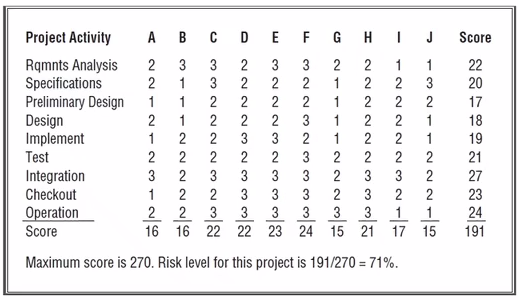 Project Activity A B C D E F G H I J Score
Rqmnts Analysis 2 3 3 2 3 3 2 2 1 1 22
Specifications 2 1 3 2 2 2 1 2 2 3 20
Preliminary Design 1 1 2 2 2 2 1 2 2 2 17
Design 2 1 2 2 2 3 1 2 2 1 18
Implement 1 2 2 3 3 2 1 2 2 1 19
Test 2 2 2 2 2 3 2 2 2 2 21
Integration 3 2 3 3 3 3 2 3 3 2 27
Checkout 1 2 2 3 3 3 2 3 2 2 23
Operation 2 2 3 3 3 3 3 3 1 1 24
Score 16 16 22 22 23 24 15 21 17 15 191
Maximum score is 270. Risk level for this project is 191/270 = 71%.